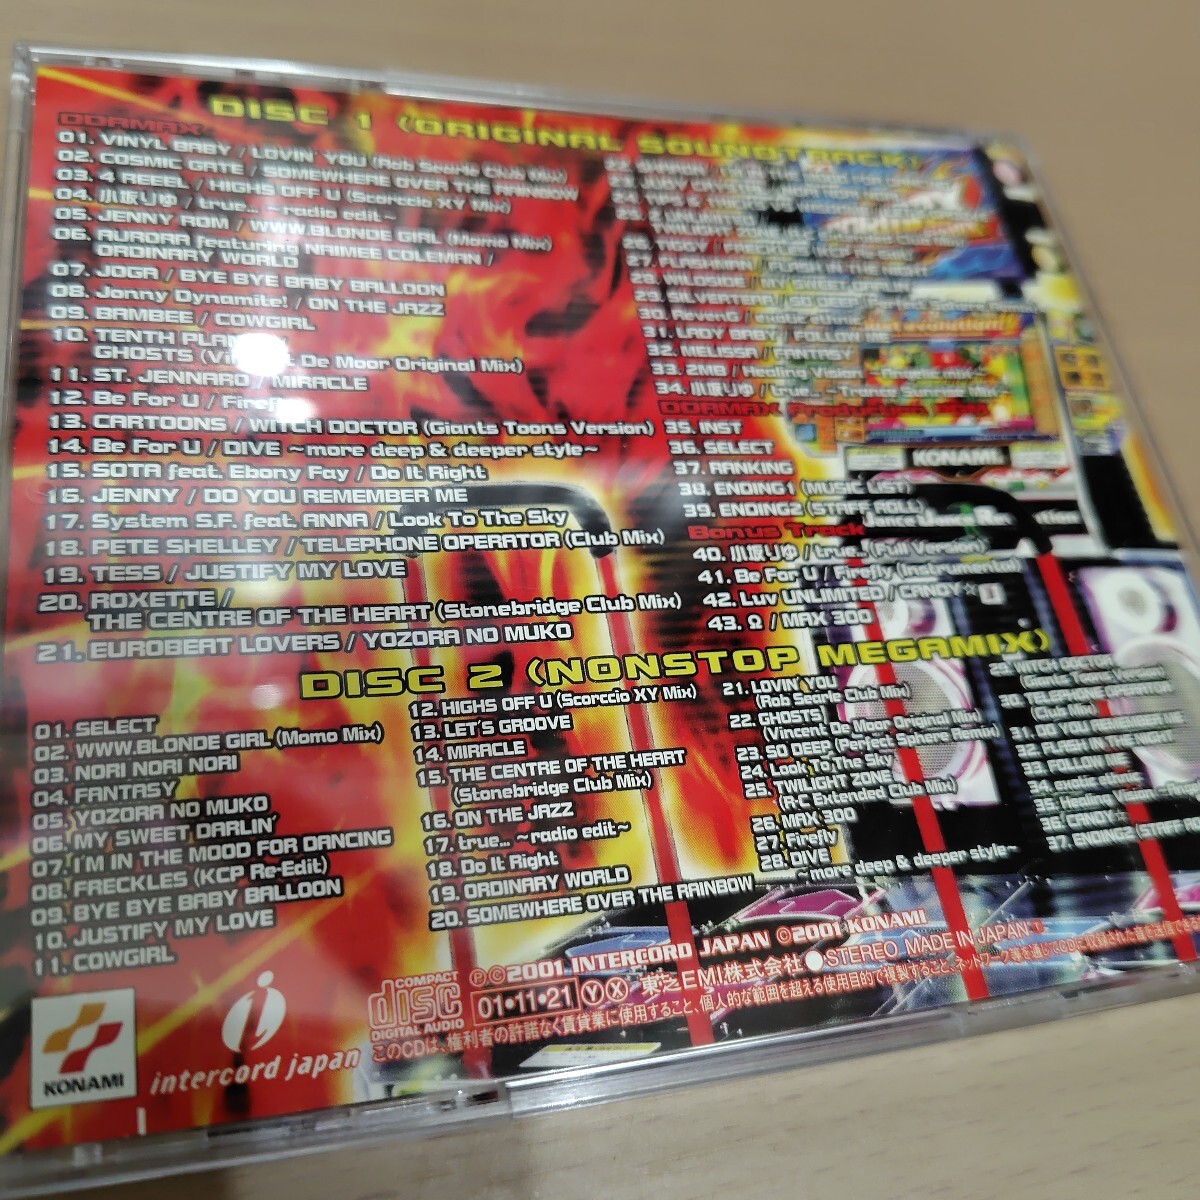 DISC 1 (ORIGINAL SOUNDTRACK)
DDRMAX
01. VINYL BABY / LOVIN' YOU (Rob Searle Club Mix)
02. COSMIC GATE / SOMEWHERE OVER THE RAINBOW
03. 4 REEEL / HIGHS OFF U (Scorccio XY Mix)
04. 小坂りゆ / true... ~radio edit~
05. JENNY ROM / WWW.BLONDE GIRL (Momo Mix)
06. AURORA featuring NAIMEE COLEMAN /
ORDINARY WORLD
07. JOGA / BYE BYE BABY BALLOON
08. Jonny Dynamite! / ON THE JAZZ
09. BAMBEE / COWGIRL
10. TENTH
GHOSTS De Moor Original Mix)
11. ST. JENNARO / MIRACLE
12. Be For U /
13. CARTOONS / WITCH DOCTOR (Giants Toons Version)
14. Be For U / DIVE ~more deep & deeper style~
15. SOTA feat. Ebony Fay / Do It Right
16. JENNY / DO YOU REMEMBER ME
17. System S.F. feat. ANNA / Look To The Sky
18. PETE SHELLEY / TELEPHONE OPERATOR (Club Mix)
19. TESS / JUSTIFY MY LOVE
20. ROXETTE /
THE CENTRE OF THE HEART (Stonebridge Club Mix)
21. EUROBEAT LOVERS / YOZORA NO MUKO
26. TIGGY /
27. FLASHMAN / FLASH IN THE NIGHT
28. WILDSIDE / MY SWEET
29. SILVERTEAR / SO DEEP
30. RevenG /
31. LADY BABY / FOLLOW ME
32. MELISSA / FANTASY
33. 2MB / Healing Vision
34. 小坂りゆ / true... Trance Sunrise Mix
DDRMAX Production
35. INST
36. SELECT
37. RANKING
38. ENDING1 (MUSIC LIST)
39. ENDING2 (STAFF ROLL)
Bonus Track
40. 小坂りゆ / true... (Full Version)
41. Be For U / Firefly (Instrumental)
42. Luv UNLIMITED / CANDY☆
43. Ω / MAX 300
KONAMI
DISC 2 (NONSTOP MEGAMIX)
01. SELECT
02. WWW.BLONDE GIRL (Momo Mix)
03. NORI NORI NORI
04. FANTASY
05. YOZORA NO MUKO
06. MY SWEET DARLIN'
07. I'M IN THE MOOD FOR DANCING
08. FRECKLES (KCP Re-Edit)
09. BYE BYE BABY BALLOON
10. JUSTIFY MY LOVE
11. COWGIRL
12. HIGHS OFF U (Scorccio XY Mix)
13. LET'S GROOVE
14. MIRACLE
15. THE CENTRE OF THE HEART
(Stonebridge Club Mix)
16. ON THE JAZZ
17. true... ~radio edit~
18. Do It Right
19. ORDINARY WORLD
20. SOMEWHERE OVER THE RAINBOW
21. LOVIN' YOU
(Rob Searle Club Mix)
22. GHOSTS
(Vincent De Moor Original Mix)
23. SO DEEP (Perfect Sphere Remix)
24. Look To The Sky
25. TWILIGHT ZONE
(R-C Extended Club Mix)
26. MAX 300
27. Firefly
28. DIVE
~more deep & deeper style~
29. WITCH DOCTOR
(Giants Toons Version)
30. TELEPHONE OPERATOR
(Club Mix)
31. DO YOU REMEMBER ME
32. FLASH IN THE NIGHT
FOLLOW ME
34.
35. Healing Vision
36. CANDY☆
37. ENDING2 (STAFF
KONAMI
intercord japan
COMPACT
disc
DIGITAL AUDIO
Ⓟ©2001 INTERCORD JAPAN ©2001 KONAMI
01•11•21 Ⓨ Ⓧ 東芝EMI株式会社 ●STEREO MADE IN JAPAN
このCDは、権利者の許諾なく賃貸業に使用すること、個人的な範囲を超える使用目的で複製すること、ネットワーク等を通じてCDに収録された音を送信できる